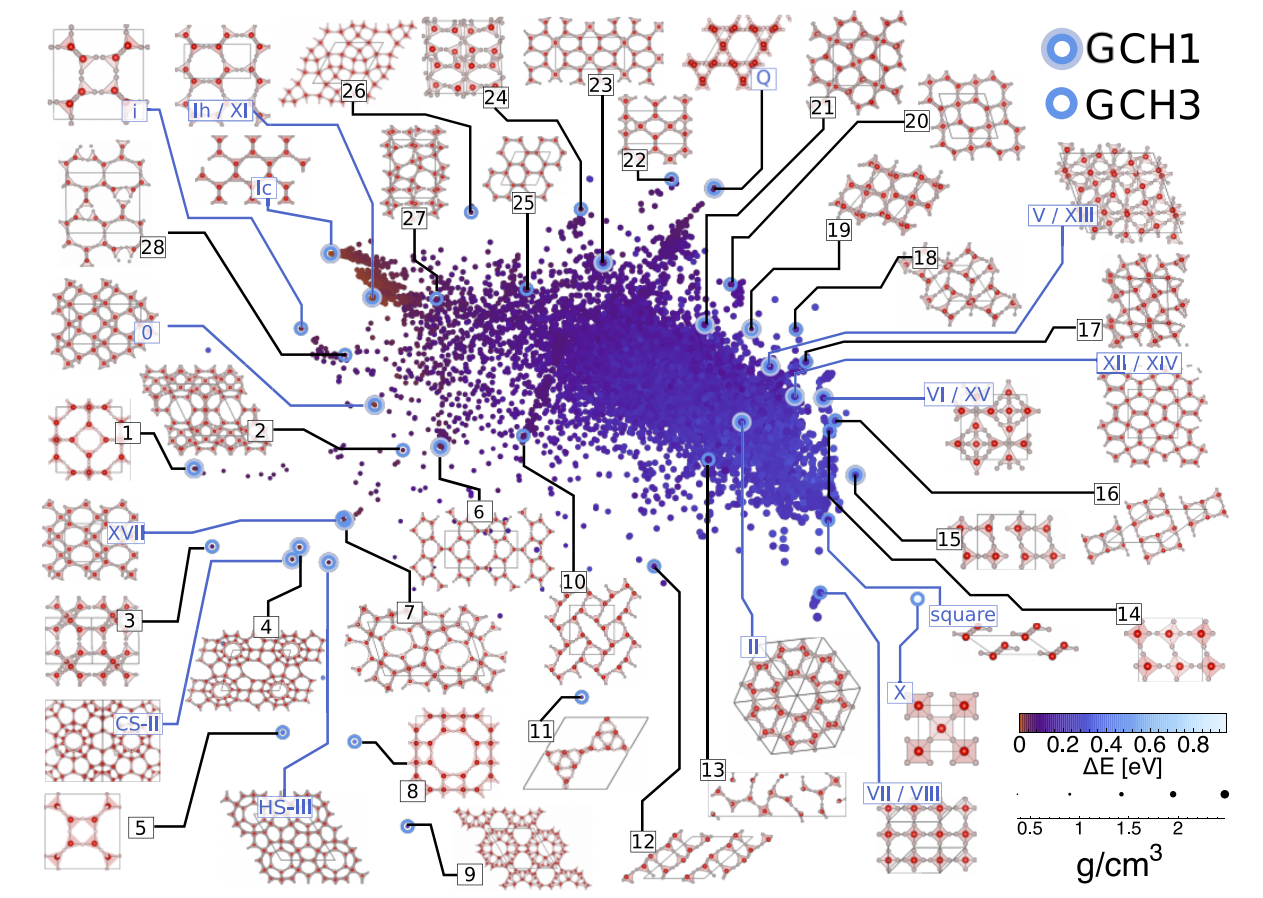 GCH1
GCH3
i
Ih / XI
26
24
23
Q
21
20
22
Ic
27
25
V / XIII
19
18
28
0
17
XII / XIV
VI / XV
1
2
16
6
XVII
15
3
10
4
7
square
14
II
X
CS-II
11
5
8
13
HS-III
VII / VIII
12
9
0 0.2 0.4 0.6 0.8
ΔE [eV]
0.5 1 1.5 2
g/cm³